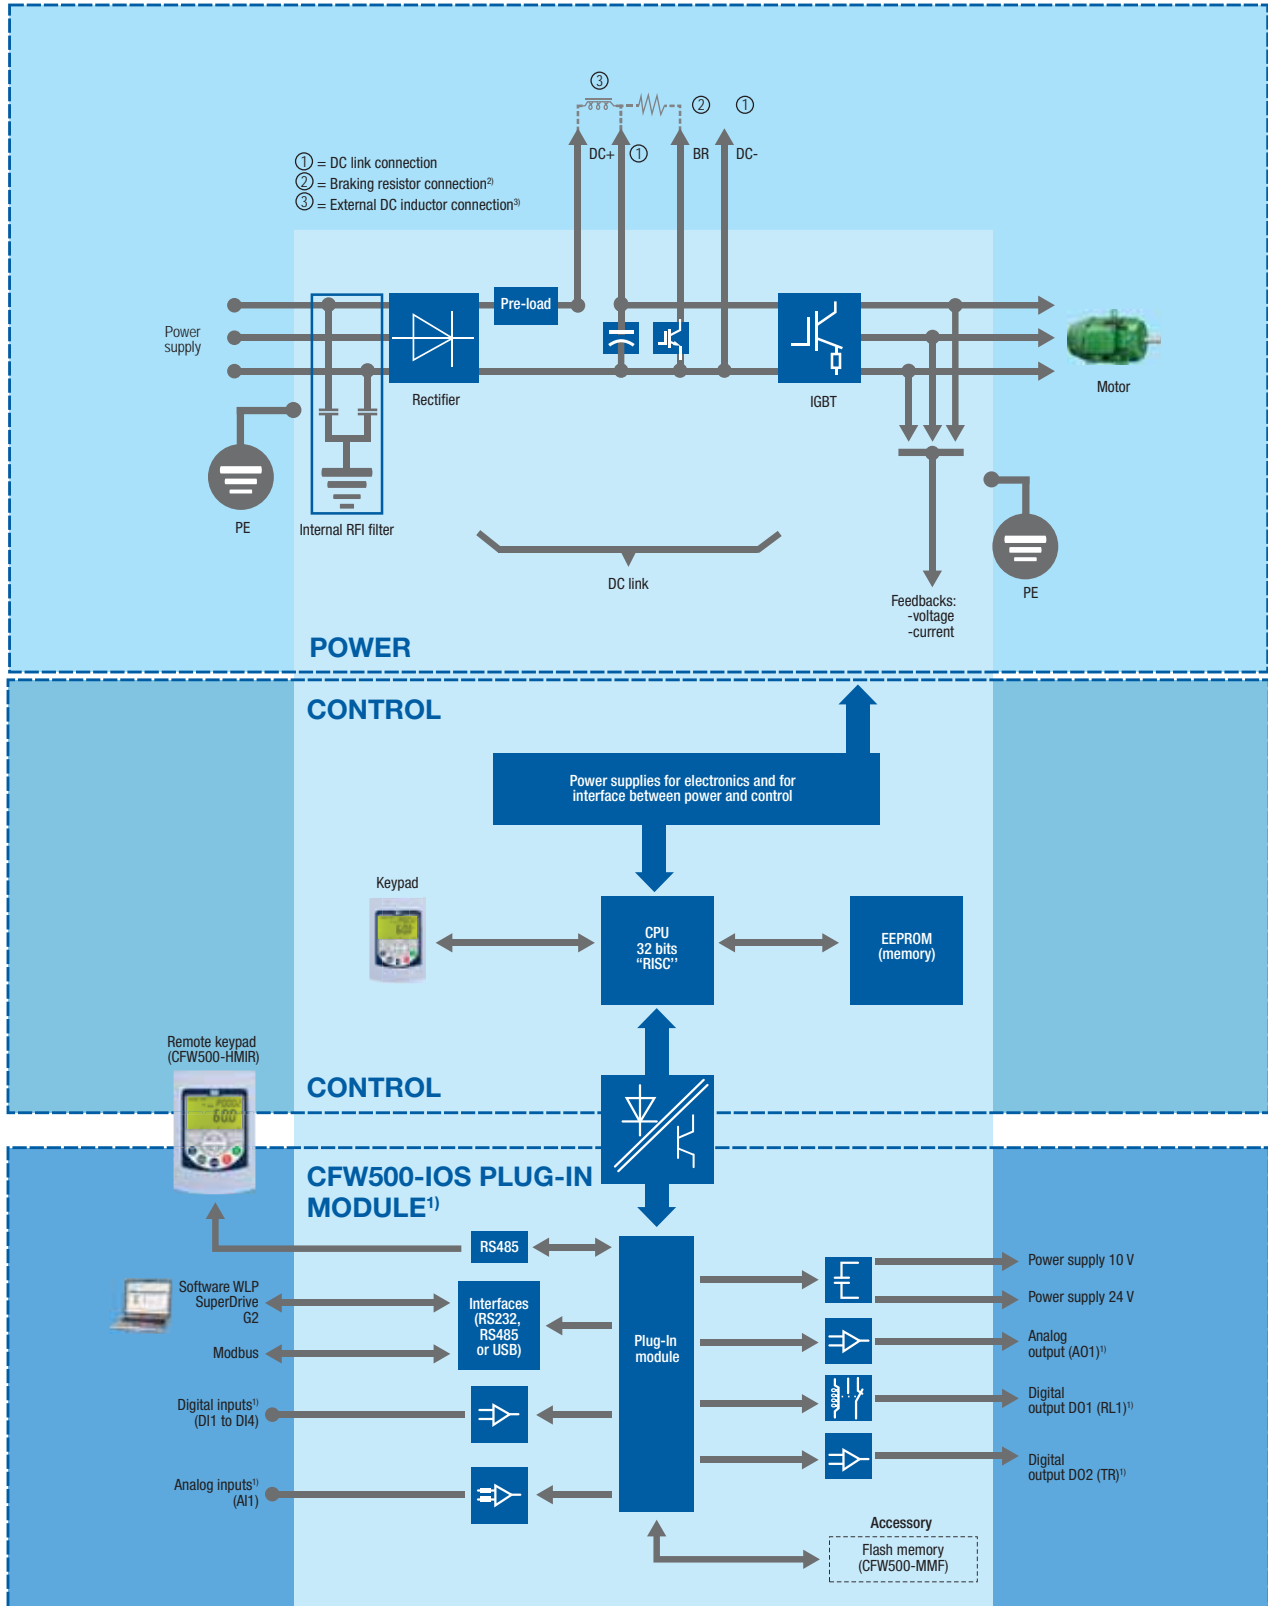 ③
② ①
DC+ ① BR DC-
① = DC link connection
② = Braking resistor connection²⁾
③ = External DC inductor connection³⁾
Pre-load
Power
supply
Rectifier
IGBT
Motor
PE
Internal RFI filter
DC link
PE
Feedbacks:
-voltage
-current
POWER
CONTROL
Power supplies for electronics and for
interface between power and control
Keypad
CPU
32 bits
“RISC’’
EEPROM
(memory)
Remote keypad
(CFW500-HMIR)
CONTROL
CFW500-IOS PLUG-IN
MODULE¹⁾
RS485
Software WLP
SuperDrive
G2
Interfaces
(RS232,
RS485
or USB)
Modbus
Plug-In
module
Digital inputs¹⁾
(DI1 to DI4)
Analog inputs¹⁾
(AI1)
Power supply 10 V
Power supply 24 V
Analog
output (AO1)¹⁾
Digital
output DO1 (RL1)¹⁾
Digital
output DO2 (TR)¹⁾
Accessory
Flash memory
(CFW500-MMF)